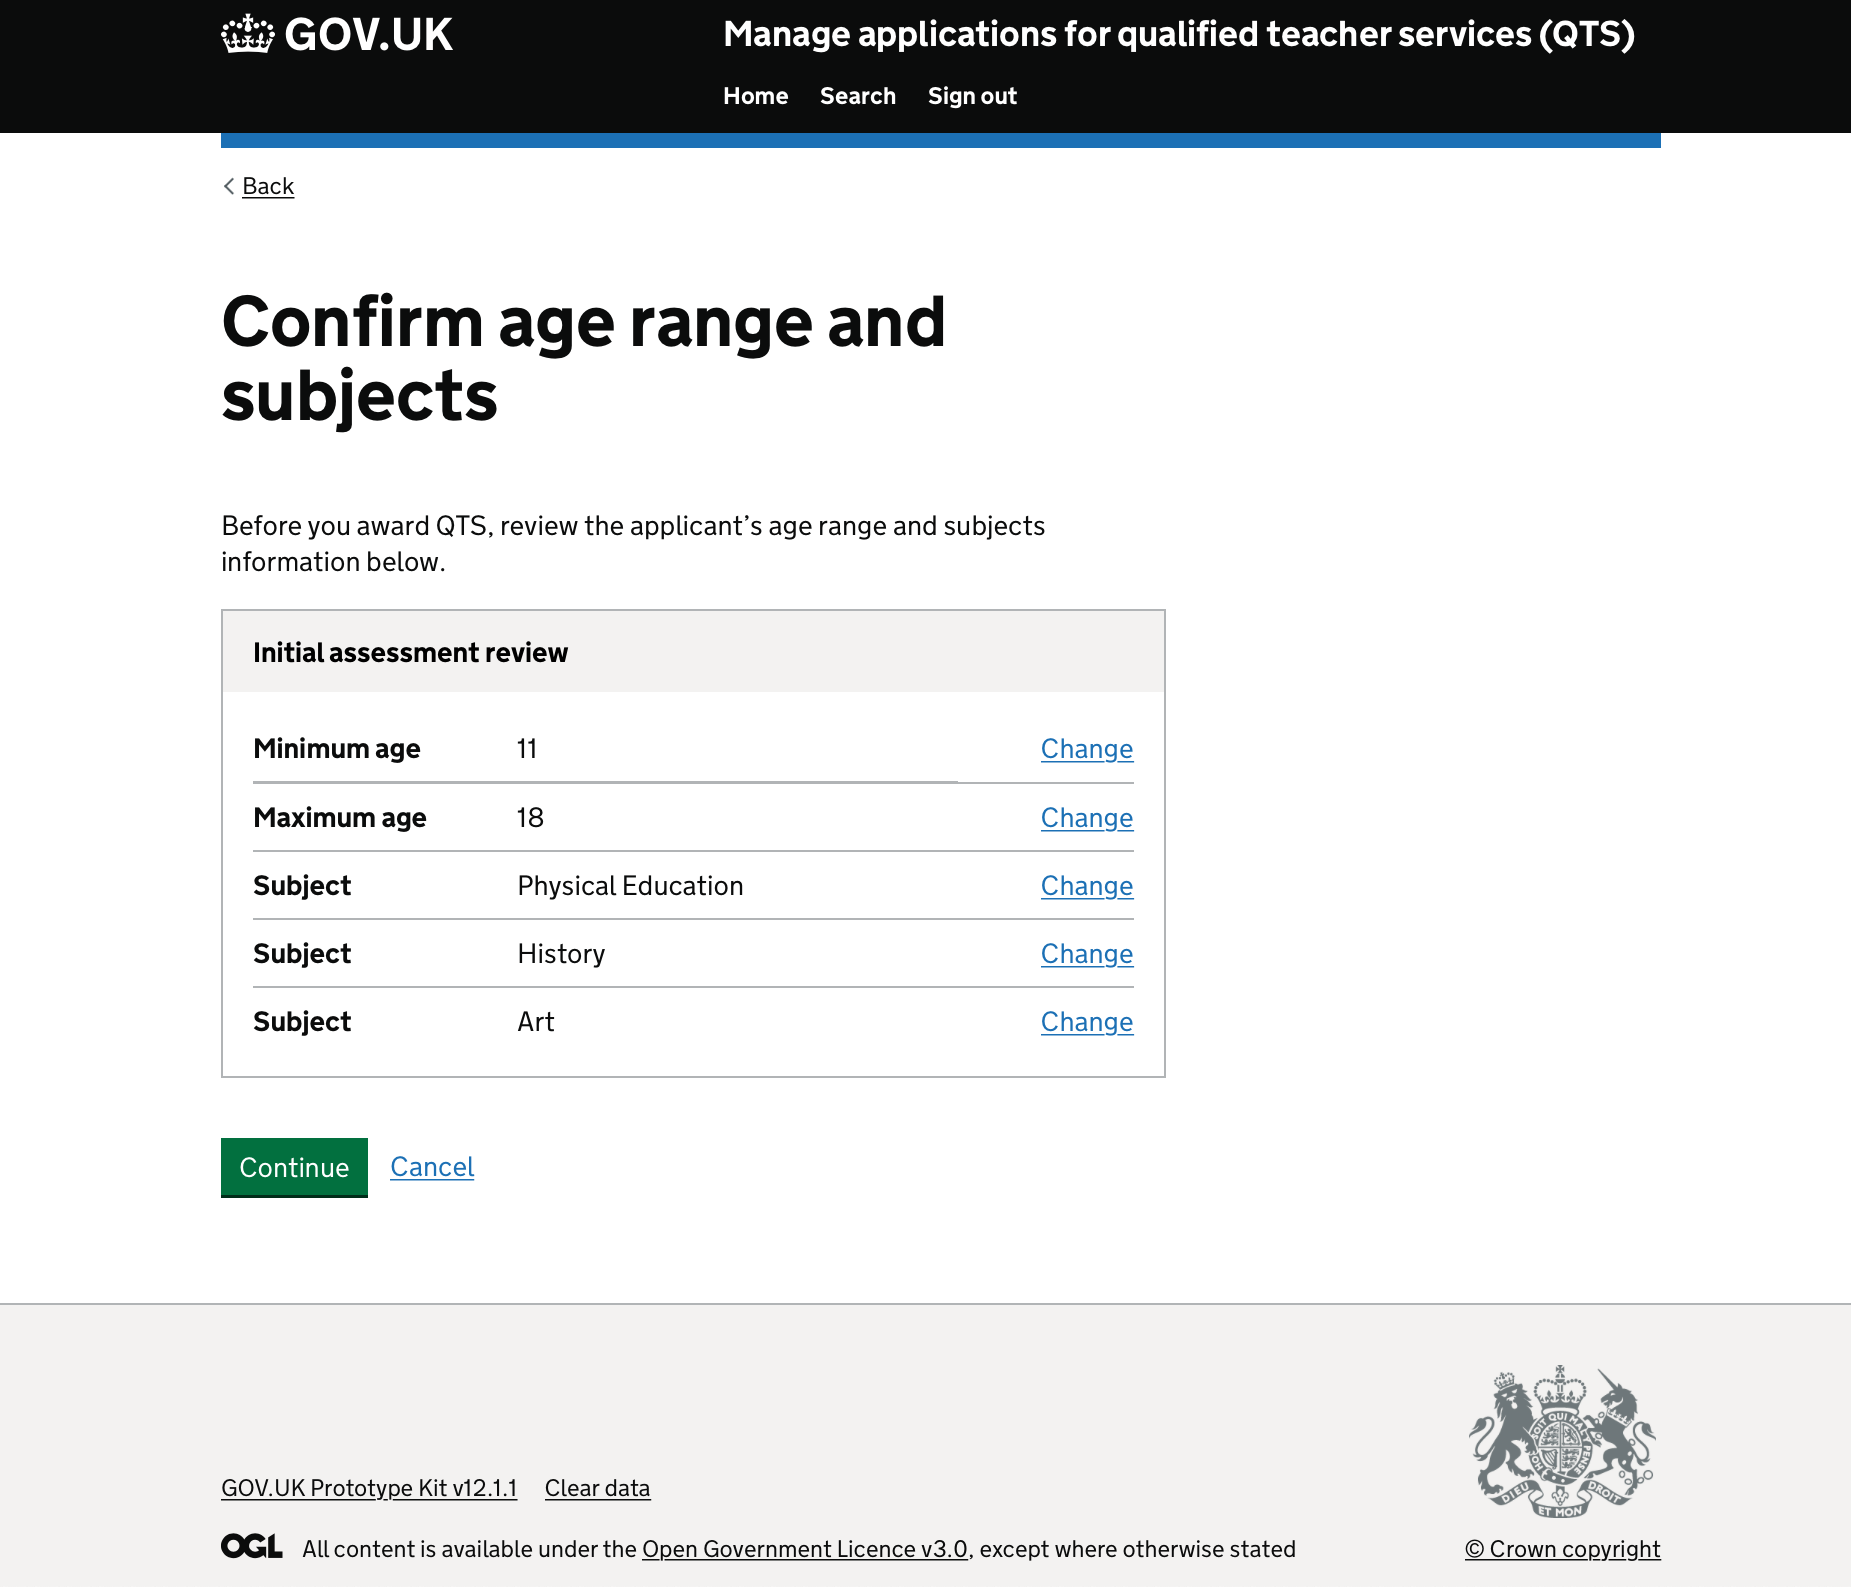 GOV.UK
Manage applications for qualified teacher services (QTS)
Home Search Sign out
Back
Confirm age range and
subjects
Before you award QTS, review the applicant’s age range and subjects
information below.
Initial assessment review
Minimum age 11 Change
Maximum age 18 Change
Subject Physical Education Change
Subject History Change
Subject Art Change
Continue Cancel
GOV.UK Prototype Kit v12.1.1 Clear data
DIEU ET MON DROIT
OGL All content is available under the Open Government Licence v3.0, except where otherwise stated
© Crown copyright